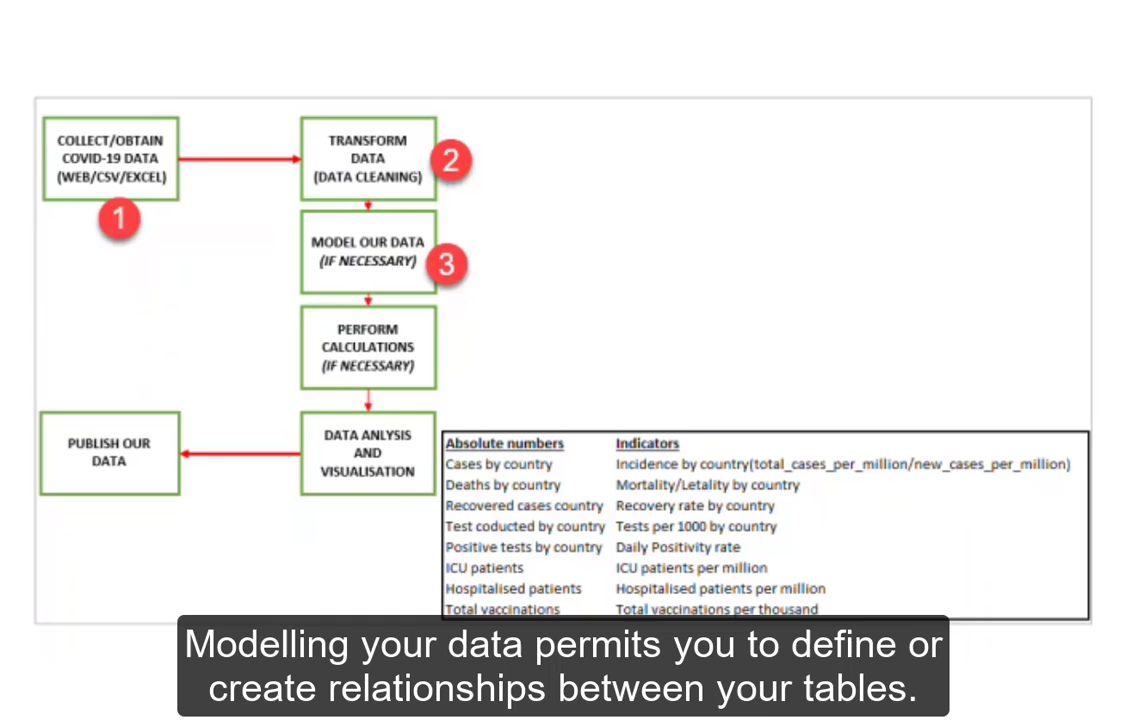 COLLECT/OBTAIN
COVID-19 DATA
(WEB/CSV/EXCEL)
1
TRANSFORM
DATA
(DATA CLEANING)
2
MODEL OUR DATA
(IF NECESSARY)
3
PERFORM
CALCULATIONS
(IF NECESSARY)
DATA ANLYSIS
AND
VISUALISATION
PUBLISH OUR
DATA
Absolute numbers Indicators
Cases by country Incidence by country(total_cases_per_million/new_cases_per_million)
Deaths by country Mortality/Letality by country
Recovered cases country Recovery rate by country
Test coducted by country Tests per 1000 by country
Positive tests by country Daily Positivity rate
ICU patients ICU patients per million
Hospitalised patients Hospitalised patients per million
Total vaccinations Total vaccinations per thousand
Modelling your data permits you to define or
create relationships between your tables.